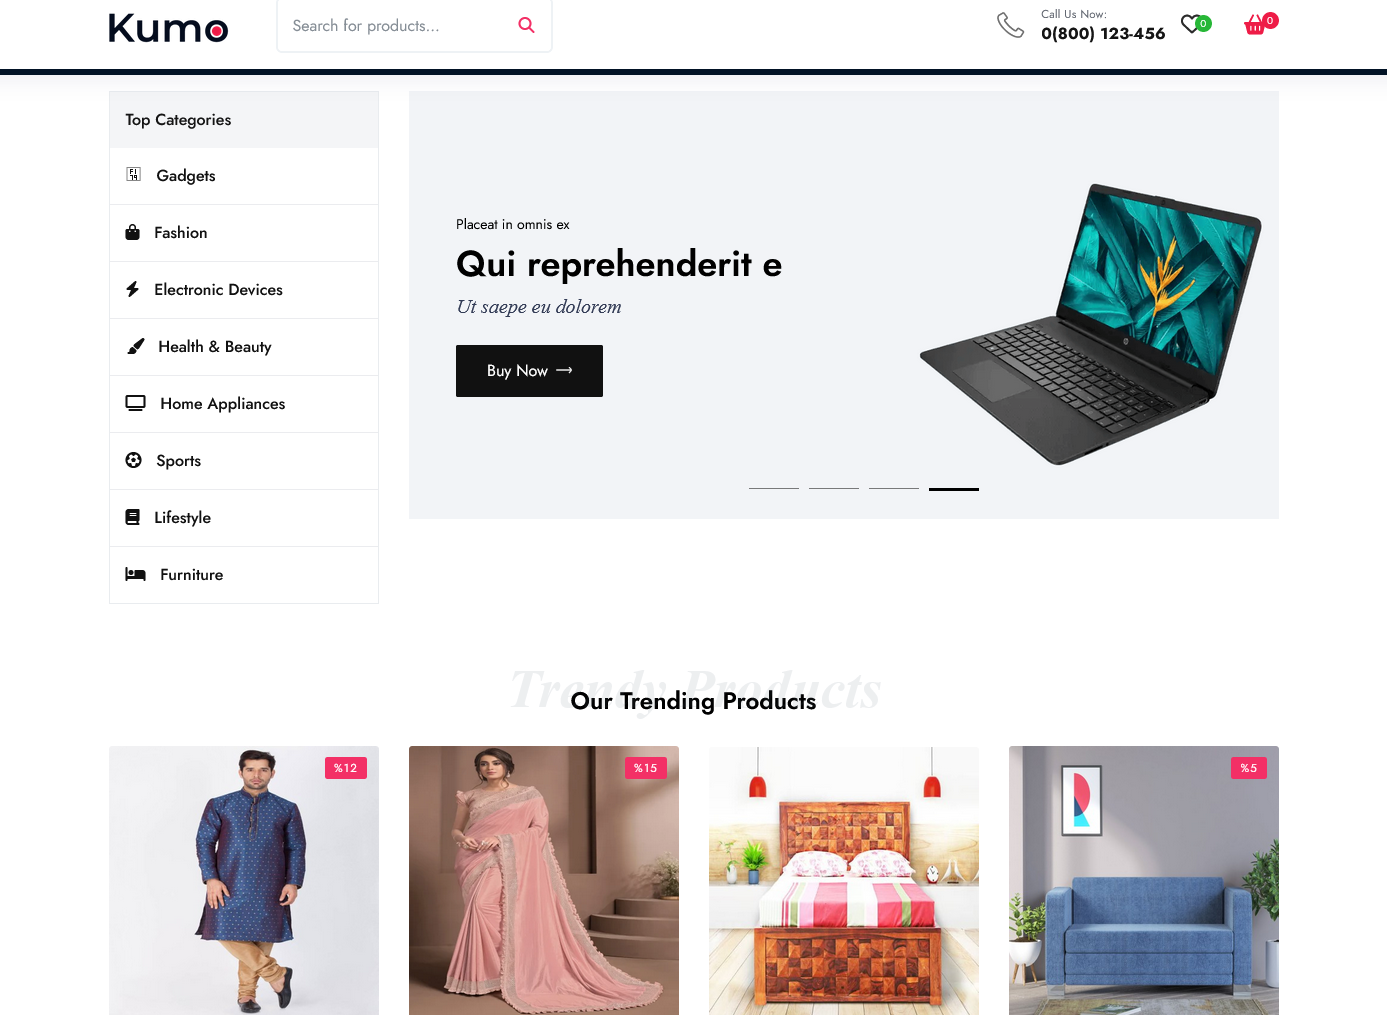 Kumo
Search for products...
Call Us Now:
0(800) 123-456
0
0
Top Categories
Gadgets
Fashion
Electronic Devices
Health & Beauty
Home Appliances
Sports
Lifestyle
Furniture
Placeat in omnis ex
Qui reprehenderit e
Ut saepe eu dolorem
Buy Now
Trendy Products
Our Trending Products
%12
%15
%5